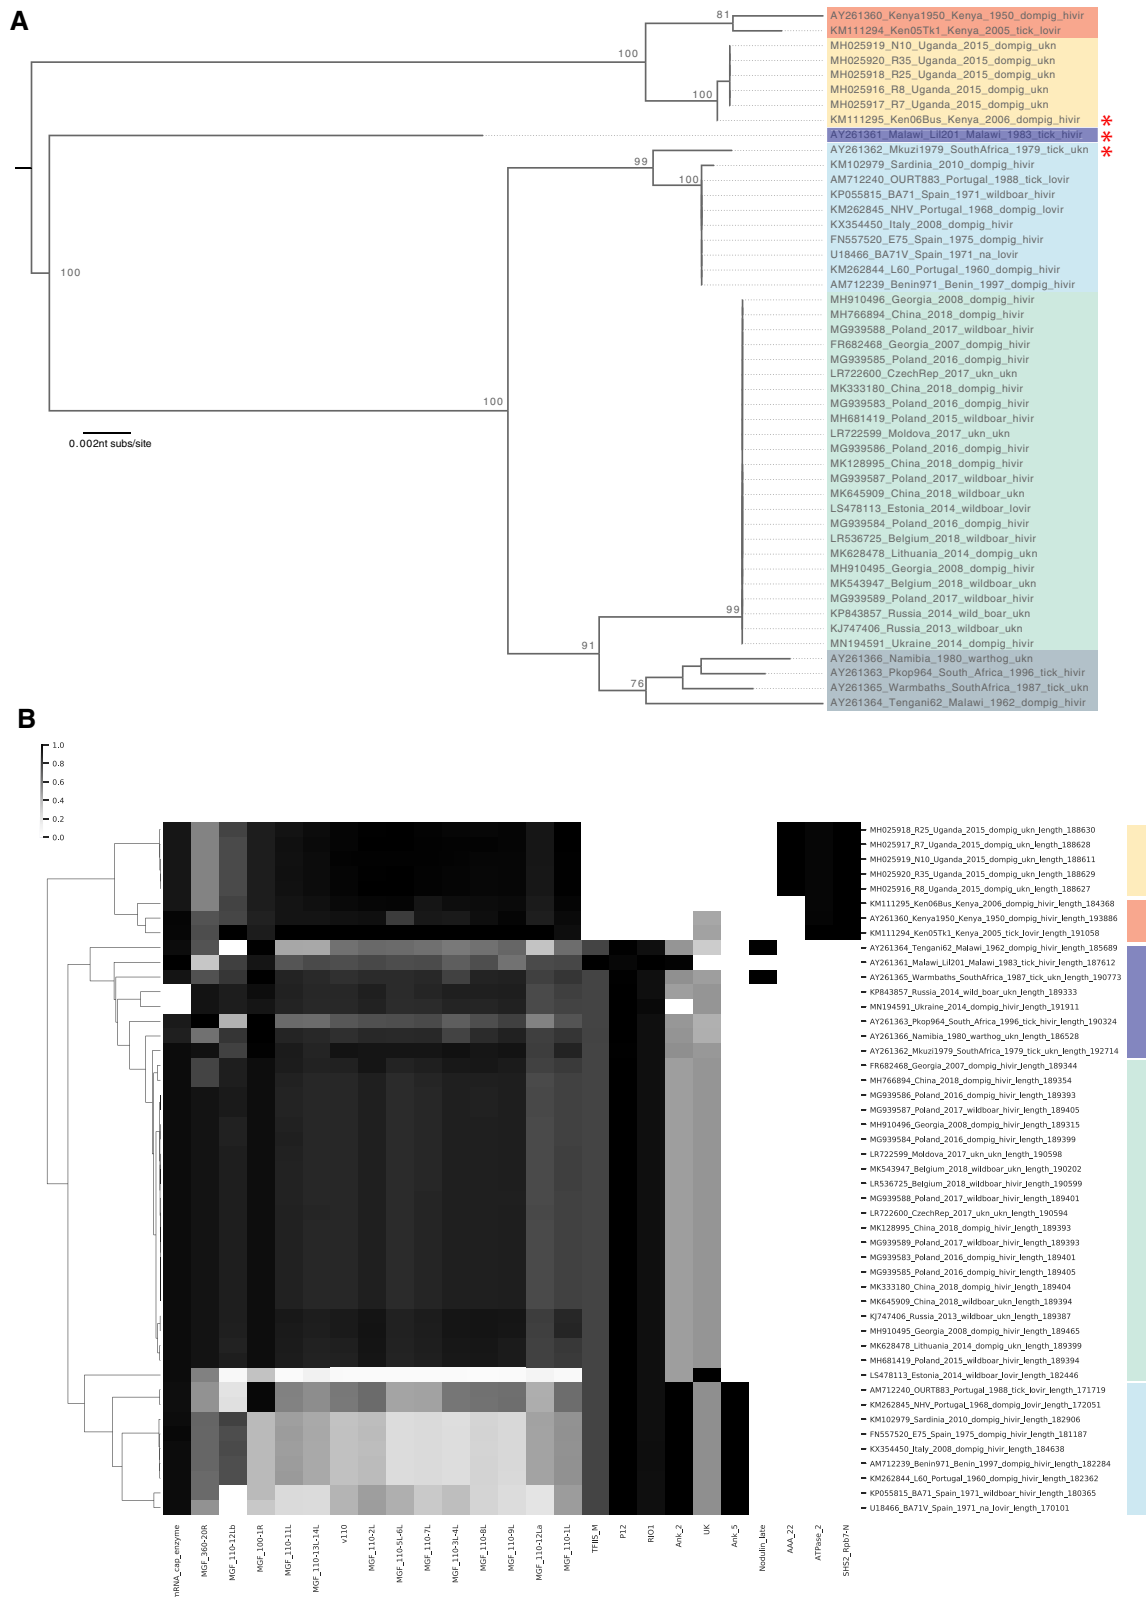 A
AY261360_Kenya1950_Kenya_1950_dompig_hivir
KM111294_Ken05Tk1_Kenya_2005_tick_lovir
MH025919_N10_Uganda_2015_dompig_ukn
MH025920_R35_Uganda_2015_dompig_ukn
MH025918_R25_Uganda_2015_dompig_ukn
MH025916_R8_Uganda_2015_dompig_ukn
MH025917_R7_Uganda_2015_dompig_ukn
KM111295_Ken06Bus_Kenya_2006_dompig_hivir *
AY261361_Malawi_Lil201_Malawi_1983_tick_hivir *
AY261362_Mkuzi1979_SouthAfrica_1979_tick_ukn *
KM102979_Sardinia_2010_dompig_hivir
AM712240_OURT883_Portugal_1988_tick_lovir
KP055815_BA71_Spain_1971_wildboar_hivir
KM262845_NHV_Portugal_1968_dompig_lovir
KX354450_Italy_2008_dompig_hivir
FN557520_E75_Spain_1975_dompig_hivir
U18466_BA71V_Spain_1971_na_lovir
KM262844_L60_Portugal_1960_dompig_hivir
AM712239_Benin971_Benin_1997_dompig_hivir
MH910496_Georgia_2008_dompig_hivir
MH766894_China_2018_dompig_hivir
MG939588_Poland_2017_wildboar_hivir
FR682468_Georgia_2007_dompig_hivir
MG939585_Poland_2016_dompig_hivir
LR722600_CzechRep_2017_ukn_ukn
MK333180_China_2018_dompig_hivir
MG939583_Poland_2016_dompig_hivir
MH681419_Poland_2015_wildboar_hivir
LR722599_Moldova_2017_ukn_ukn
MG939586_Poland_2016_dompig_hivir
MK128995_China_2018_dompig_hivir
MG939587_Poland_2017_wildboar_hivir
MK645909_China_2018_wildboar_ukn
LS478113_Estonia_2014_wildboar_lovir
MG939584_Poland_2016_dompig_hivir
LR536725_Belgium_2018_wildboar_hivir
MK628478_Lithuania_2014_dompig_ukn
MH910495_Georgia_2008_dompig_hivir
MK543947_Belgium_2018_wildboar_ukn
MG939589_Poland_2017_wildboar_hivir
KP843857_Russia_2014_wild_boar_ukn
KJ747406_Russia_2013_wildboar_ukn
MN194591_Ukraine_2014_dompig_hivir
AY261366_Namibia_1980_warthog_ukn
AY261363_Pkop964_South_Africa_1996_tick_hivir
AY261365_Warmbaths_SouthAfrica_1987_tick_ukn
AY261364_Tengani62_Malawi_1962_dompig_hivir
81
100
100
99
100
100
100
99
91
76
0.002nt subs/site
B
1.0
0.8
0.6
0.4
0.2
0.0
MH025918_R25_Uganda_2015_dompig_ukn_length_188630
MH025917_R7_Uganda_2015_dompig_ukn_length_188628
MH025919_N10_Uganda_2015_dompig_ukn_length_188611
MH025920_R35_Uganda_2015_dompig_ukn_length_188629
MH025916_R8_Uganda_2015_dompig_ukn_length_188627
KM111295_Ken06Bus_Kenya_2006_dompig_hivir_length_184368
AY261360_Kenya1950_Kenya_1950_dompig_hivir_length_193886
KM111294_Ken05Tk1_Kenya_2005_tick_lovir_length_191058
AY261364_Tengani62_Malawi_1962_dompig_hivir_length_185689
AY261361_Malawi_Lil201_Malawi_1983_tick_hivir_length_187612
AY261365_Warmbaths_SouthAfrica_1987_tick_ukn_length_190773
KP843857_Russia_2014_wild_boar_ukn_length_189333
MN194591_Ukraine_2014_dompig_hivir_length_191911
AY261363_Pkop964_South_Africa_1996_tick_hivir_length_190324
AY261366_Namibia_1980_warthog_ukn_length_186528
AY261362_Mkuzi1979_SouthAfrica_1979_tick_ukn_length_192714
FR682468_Georgia_2007_dompig_hivir_length_189344
MH766894_China_2018_dompig_hivir_length_189354
MG939586_Poland_2016_dompig_hivir_length_189393
MG939587_Poland_2017_wildboar_hivir_length_189405
MH910496_Georgia_2008_dompig_hivir_length_189315
MG939584_Poland_2016_dompig_hivir_length_189399
LR722599_Moldova_2017_ukn_ukn_length_190598
MK543947_Belgium_2018_wildboar_ukn_length_190202
LR536725_Belgium_2018_wildboar_hivir_length_190599
MG939588_Poland_2017_wildboar_hivir_length_189401
LR722600_CzechRep_2017_ukn_ukn_length_190594
MK128995_China_2018_dompig_hivir_length_189393
MG939589_Poland_2017_wildboar_hivir_length_189393
MG939583_Poland_2016_dompig_hivir_length_189401
MG939585_Poland_2016_dompig_hivir_length_189405
MK333180_China_2018_dompig_hivir_length_189404
MK645909_China_2018_wildboar_ukn_length_189394
KJ747406_Russia_2013_wildboar_ukn_length_189387
MH910495_Georgia_2008_dompig_hivir_length_189465
MK628478_Lithuania_2014_dompig_ukn_length_189399
MH681419_Poland_2015_wildboar_hivir_length_189394
LS478113_Estonia_2014_wildboar_lovir_length_182446
AM712240_OURT883_Portugal_1988_tick_lovir_length_171719
KM262845_NHV_Portugal_1968_dompig_lovir_length_172051
KM102979_Sardinia_2010_dompig_hivir_length_182906
FN557520_E75_Spain_1975_dompig_hivir_length_181187
KX354450_Italy_2008_dompig_hivir_length_184638
AM712239_Benin971_Benin_1997_dompig_hivir_length_182284
KM262844_L60_Portugal_1960_dompig_hivir_length_182362
KP055815_BA71_Spain_1971_wildboar_hivir_length_180365
U18466_BA71V_Spain_1971_na_lovir_length_170101
mRNA_cap_enzyme
MGF_360-20R
MGF_110-12Lb
MGF_100-1R
MGF_110-11L
MGF_110-13L-14L
v110
MGF_110-2L
MGF_110-5L-6L
MGF_110-7L
MGF_110-3L-4L
MGF_110-8L
MGF_110-9L
MGF_110-12La
MGF_110-1L
TFIIS_M
P12
RIO1
Ank_2
UK
Ank_5
Nodulin_late
AAA_22
ATPase_2
SHS2_Rpb7-N